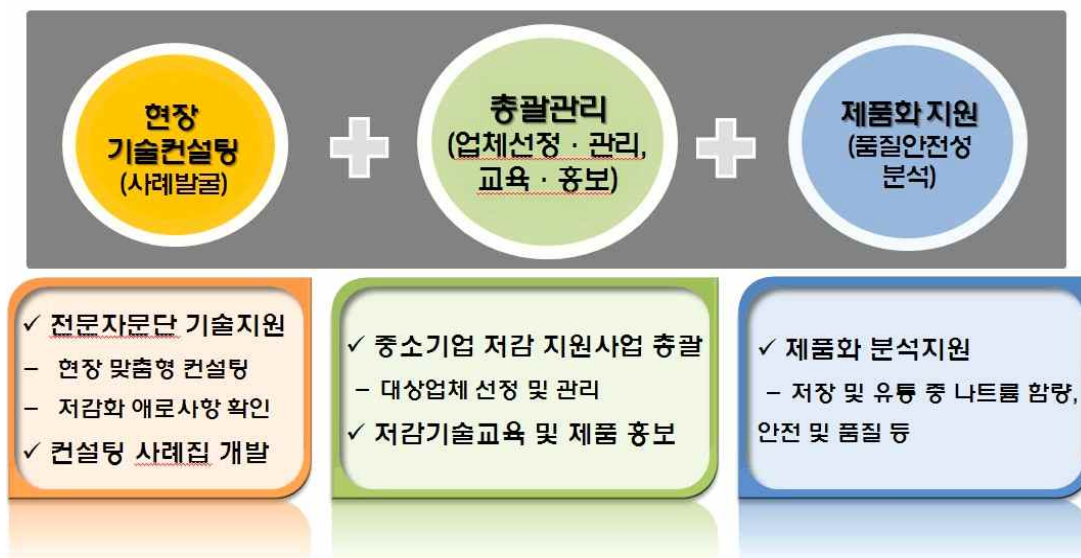 현장
기술컨설팅
(사례발굴)
총괄관리
(업체선정 · 관리,
교육 · 홍보)
제품화 지원
(품질안전성
분석)
✓ 전문자문단 기술지원
– 현장 맞춤형 컨설팅
– 저감화 애로사항 확인
✓ 컨설팅 사례집 개발
✓ 중소기업 저감 지원사업 총괄
– 대상업체 선정 및 관리
✓ 저감기술교육 및 제품 홍보
✓ 제품화 분석지원
– 저장 및 유통 중 나트륨 함량,
안전 및 품질 등